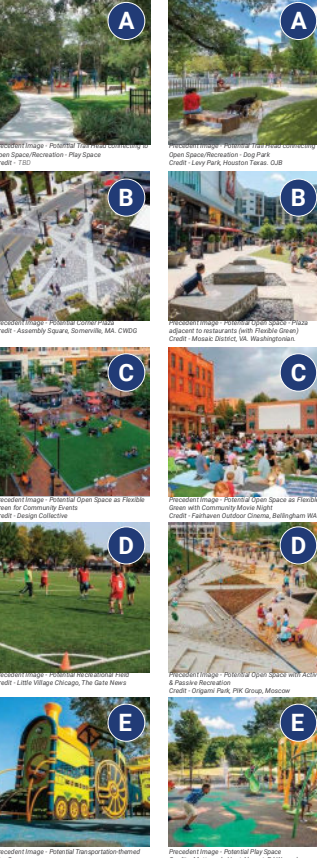 A
A
Precedent Image - Potential Trail Head connecting to
Open Space/Recreation - Play Space
Credit - TBD
Precedent Image - Potential Trail Head connecting
Open Space/Recreation - Dog Park
Credit - Levy Park, Houston Texas. OJB
B
B
Precedent Image - Potential Corner Plaza
Credit - Assembly Square, Somerville, MA. CWDG
Precedent Image - Potential Open Space - Plaza
adjacent to restaurants (with Flexible Green)
Credit - Mosaic District, VA. Washingtonian.
C
C
Precedent Image - Potential Open Space as Flexible
Green for Community Events
Credit - Design Collective
Precedent Image - Potential Open Space as Flexible
Green with Community Movie Night
Credit - Fairhaven Outdoor Cinema, Bellingham WA
D
D
Precedent Image - Potential Recreational Field
Credit - Little Village Chicago, The Gate News
Precedent Image - Potential Open Space with Activ
& Passive Recreation
Credit - Origami Park, PIK Group, Moscow
E
E
Precedent Image - Potential Transportation-themed
Precedent Image - Potential Play Space